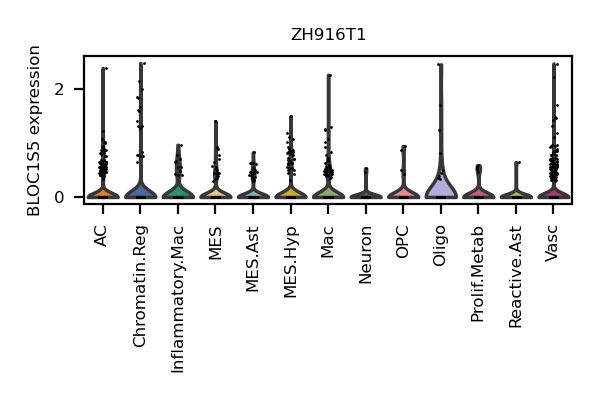 ZH916T1
BLOC1S5 expression
2
0
AC
Chromatin.Reg
Inflammatory.Mac
MES
MES.Ast
MES.Hyp
Mac
Neuron
OPC
Oligo
Prolif.Metab
Reactive.Ast
Vasc